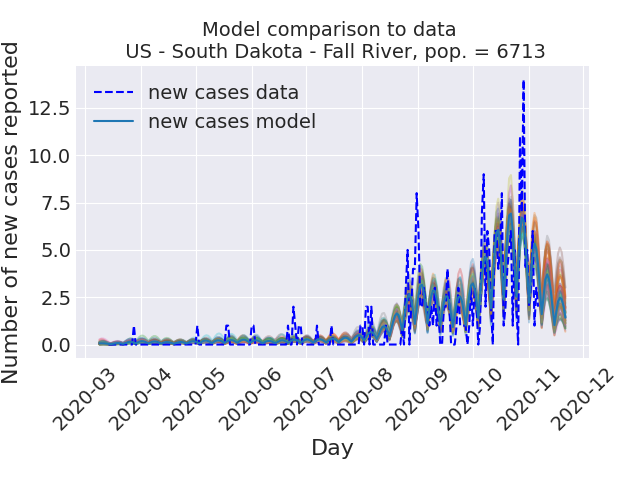 Model comparison to data
US - South Dakota - Fall River, pop. = 6713
Number of new cases reported
12.5
10.0
7.5
5.0
2.5
0.0
new cases data
new cases model
2020-03
2020-04
2020-05
2020-06
2020-07
2020-08
2020-09
2020-10
2020-11
2020-12
Day